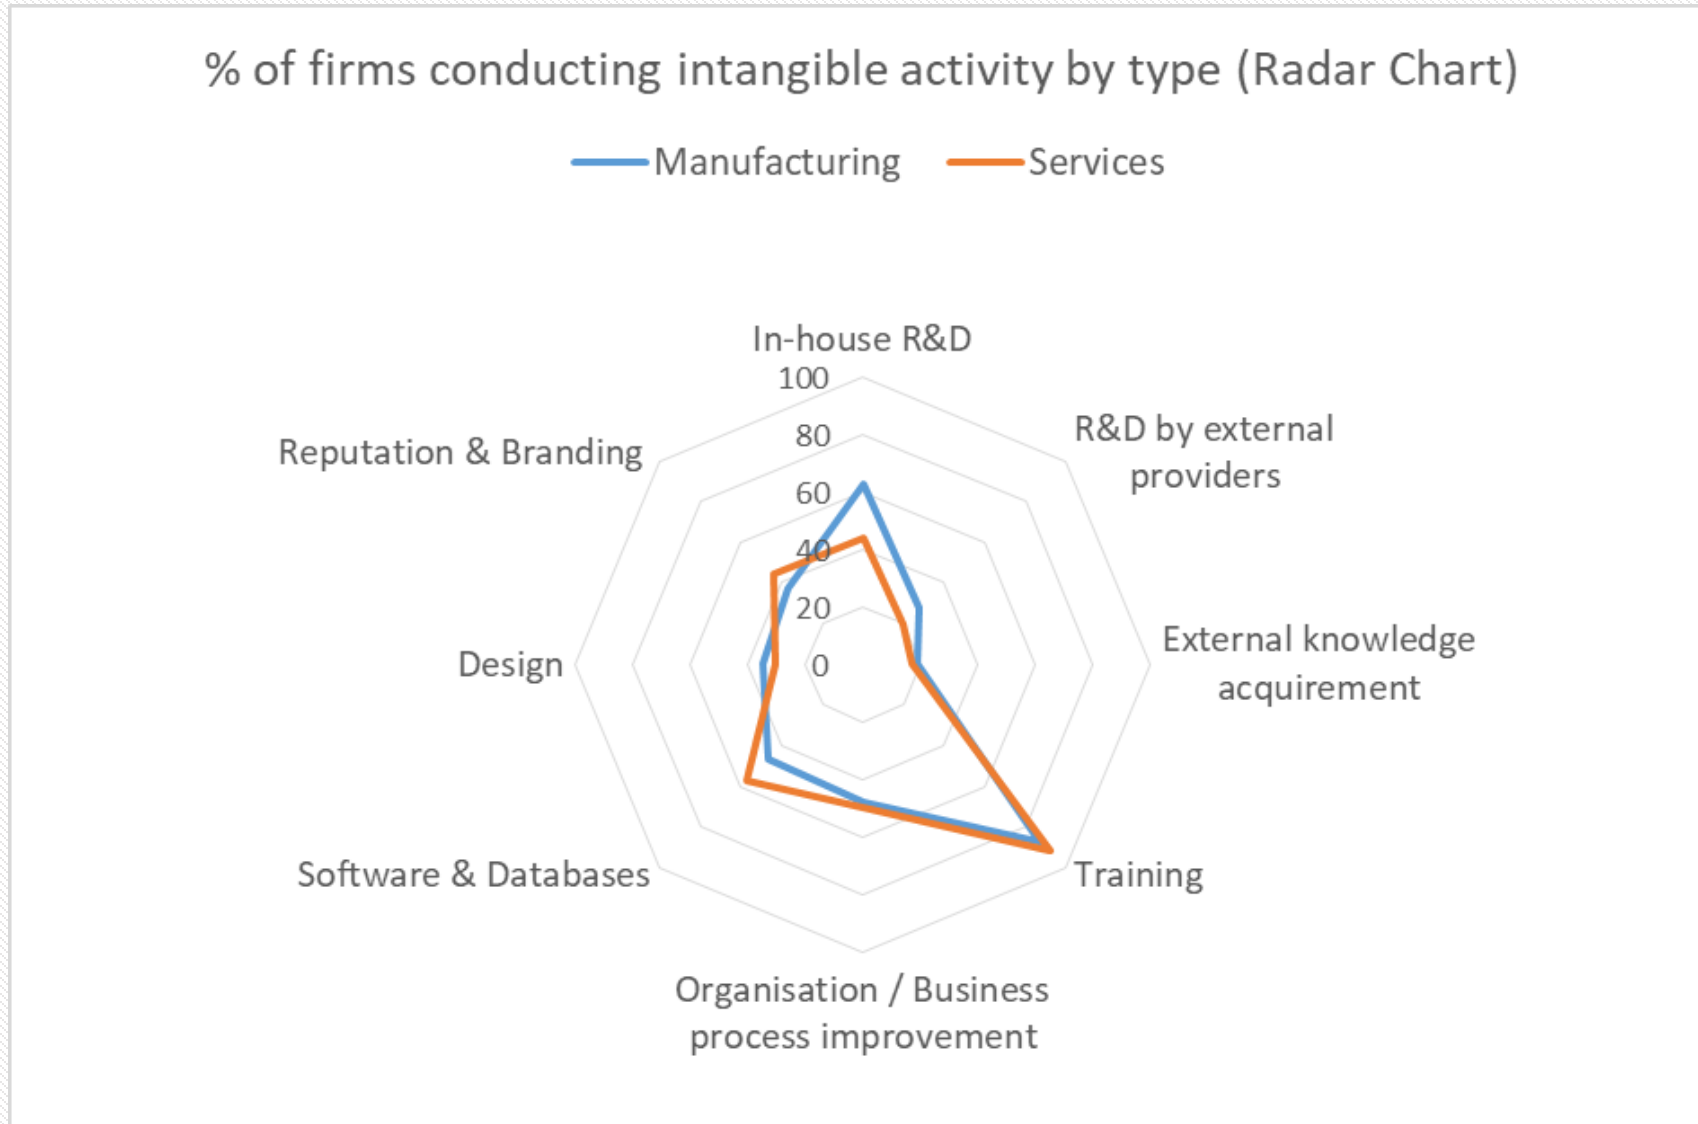 % of firms conducting intangible activity by type (Radar Chart)
Manufacturing
Services
In-house R&D
100
80
60
40
20
0
R&D by external
providers
External knowledge
acquirement
Training
Organisation / Business
process improvement
Software & Databases
Design
Reputation & Branding